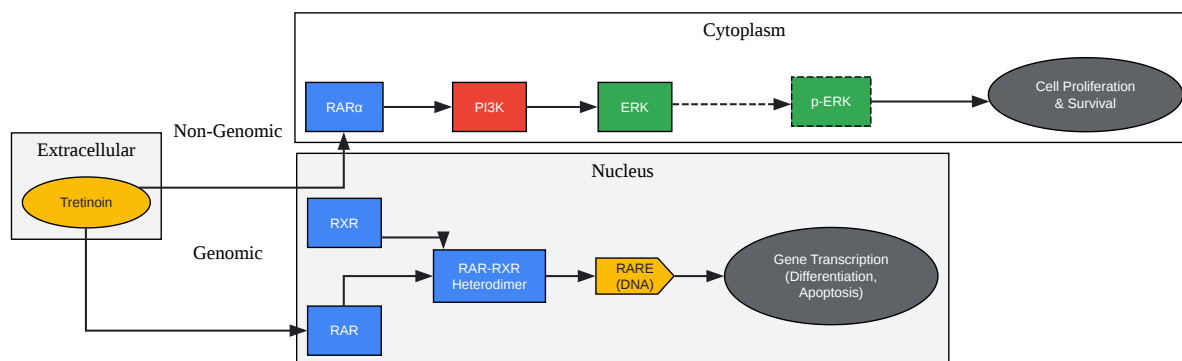 Cytoplasm
RARα
PI3K
ERK
p-ERK
Cell Proliferation
& Survival
Non-Genomic
Extracellular
Tretinoin
Genomic
Nucleus
RXR
RAR-RXR
Heterodimer
RARE
(DNA)
Gene Transcription
(Differentiation,
Apoptosis)
RAR